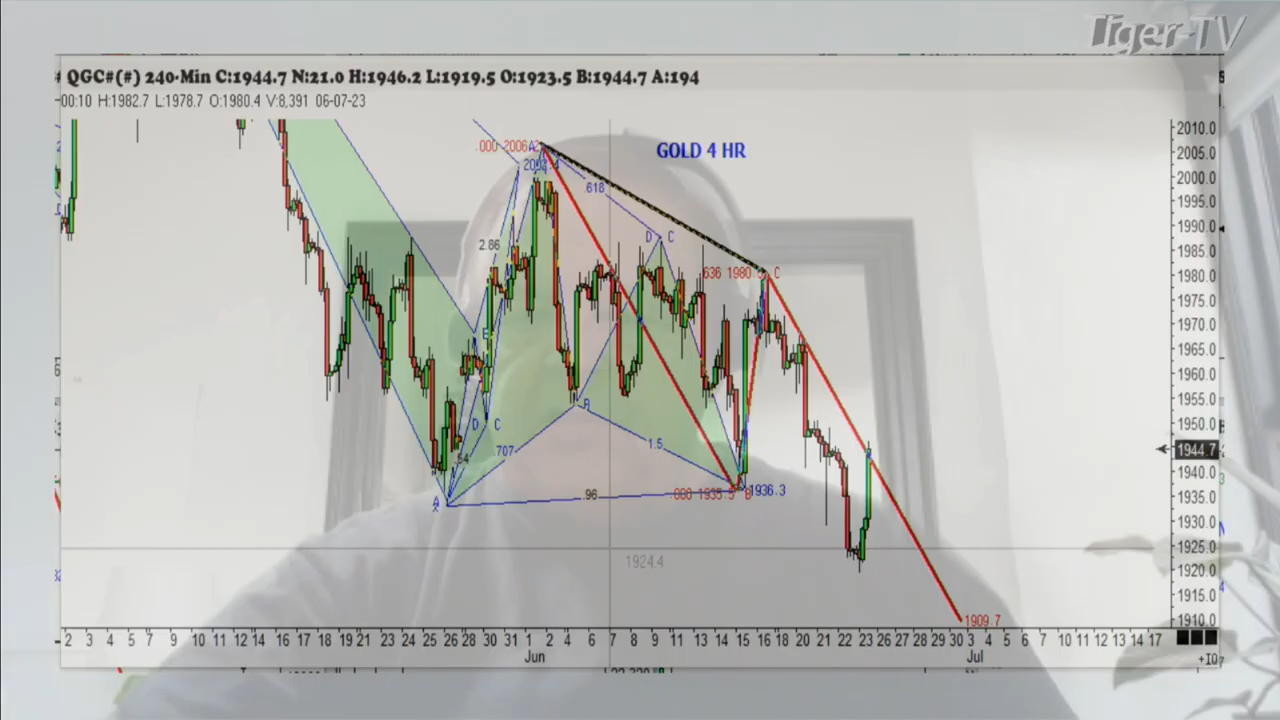 Tiger-TV
QGC#(#) 240-Min C:1944.7 N:21.0 H:1946.2 L:1919.5 O:1923.5 B:1944.7 A:194
00:10 H:1982.7 L:1978.7 O:1980.4 V:8,391 06-07-23
GOLD 4 HR
2010.0
.000 2006
2005.0
2000.0
.618
1995.0
1990.0
D C
2.86
1985.0
.636 1980 C
1980.0
1975.0
1970.0
1965.0
1960.0
1955.0
D C
1950.0
.707
1.5
1944.7
1940.0
A
X
.96
.000 1935.5 B
1936.3
1935.0
1930.0
1925.0
1924.4
1920.0
1915.0
1909.7
1910.0
2 3 4 5 7 9 10 11 12 14 16 17 18 19 21 23 24 25 26 28 30 31 2 4 6 7 8 9 11 13 14 15 16 18 20 21 22 23 26 27 28 29 30 3 4 5 6 7 10 11 12 13 14 17
Jun Jul